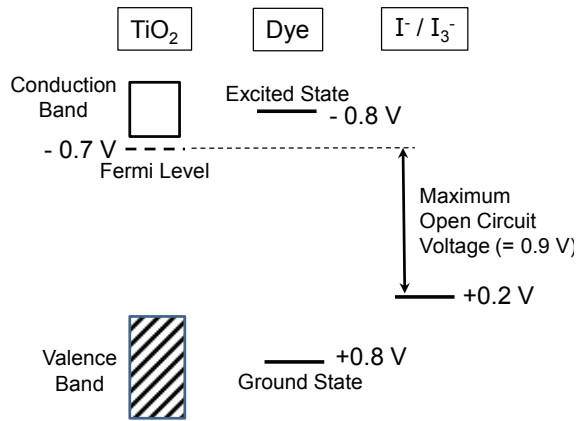 TiO₂
Dye
I⁻ / I₃⁻
Conduction
Band
Excited State
- 0.8 V
- 0.7 V
Fermi Level
Maximum
Open Circuit
Voltage (= 0.9 V)
+0.2 V
Valence
Band
+0.8 V
Ground State